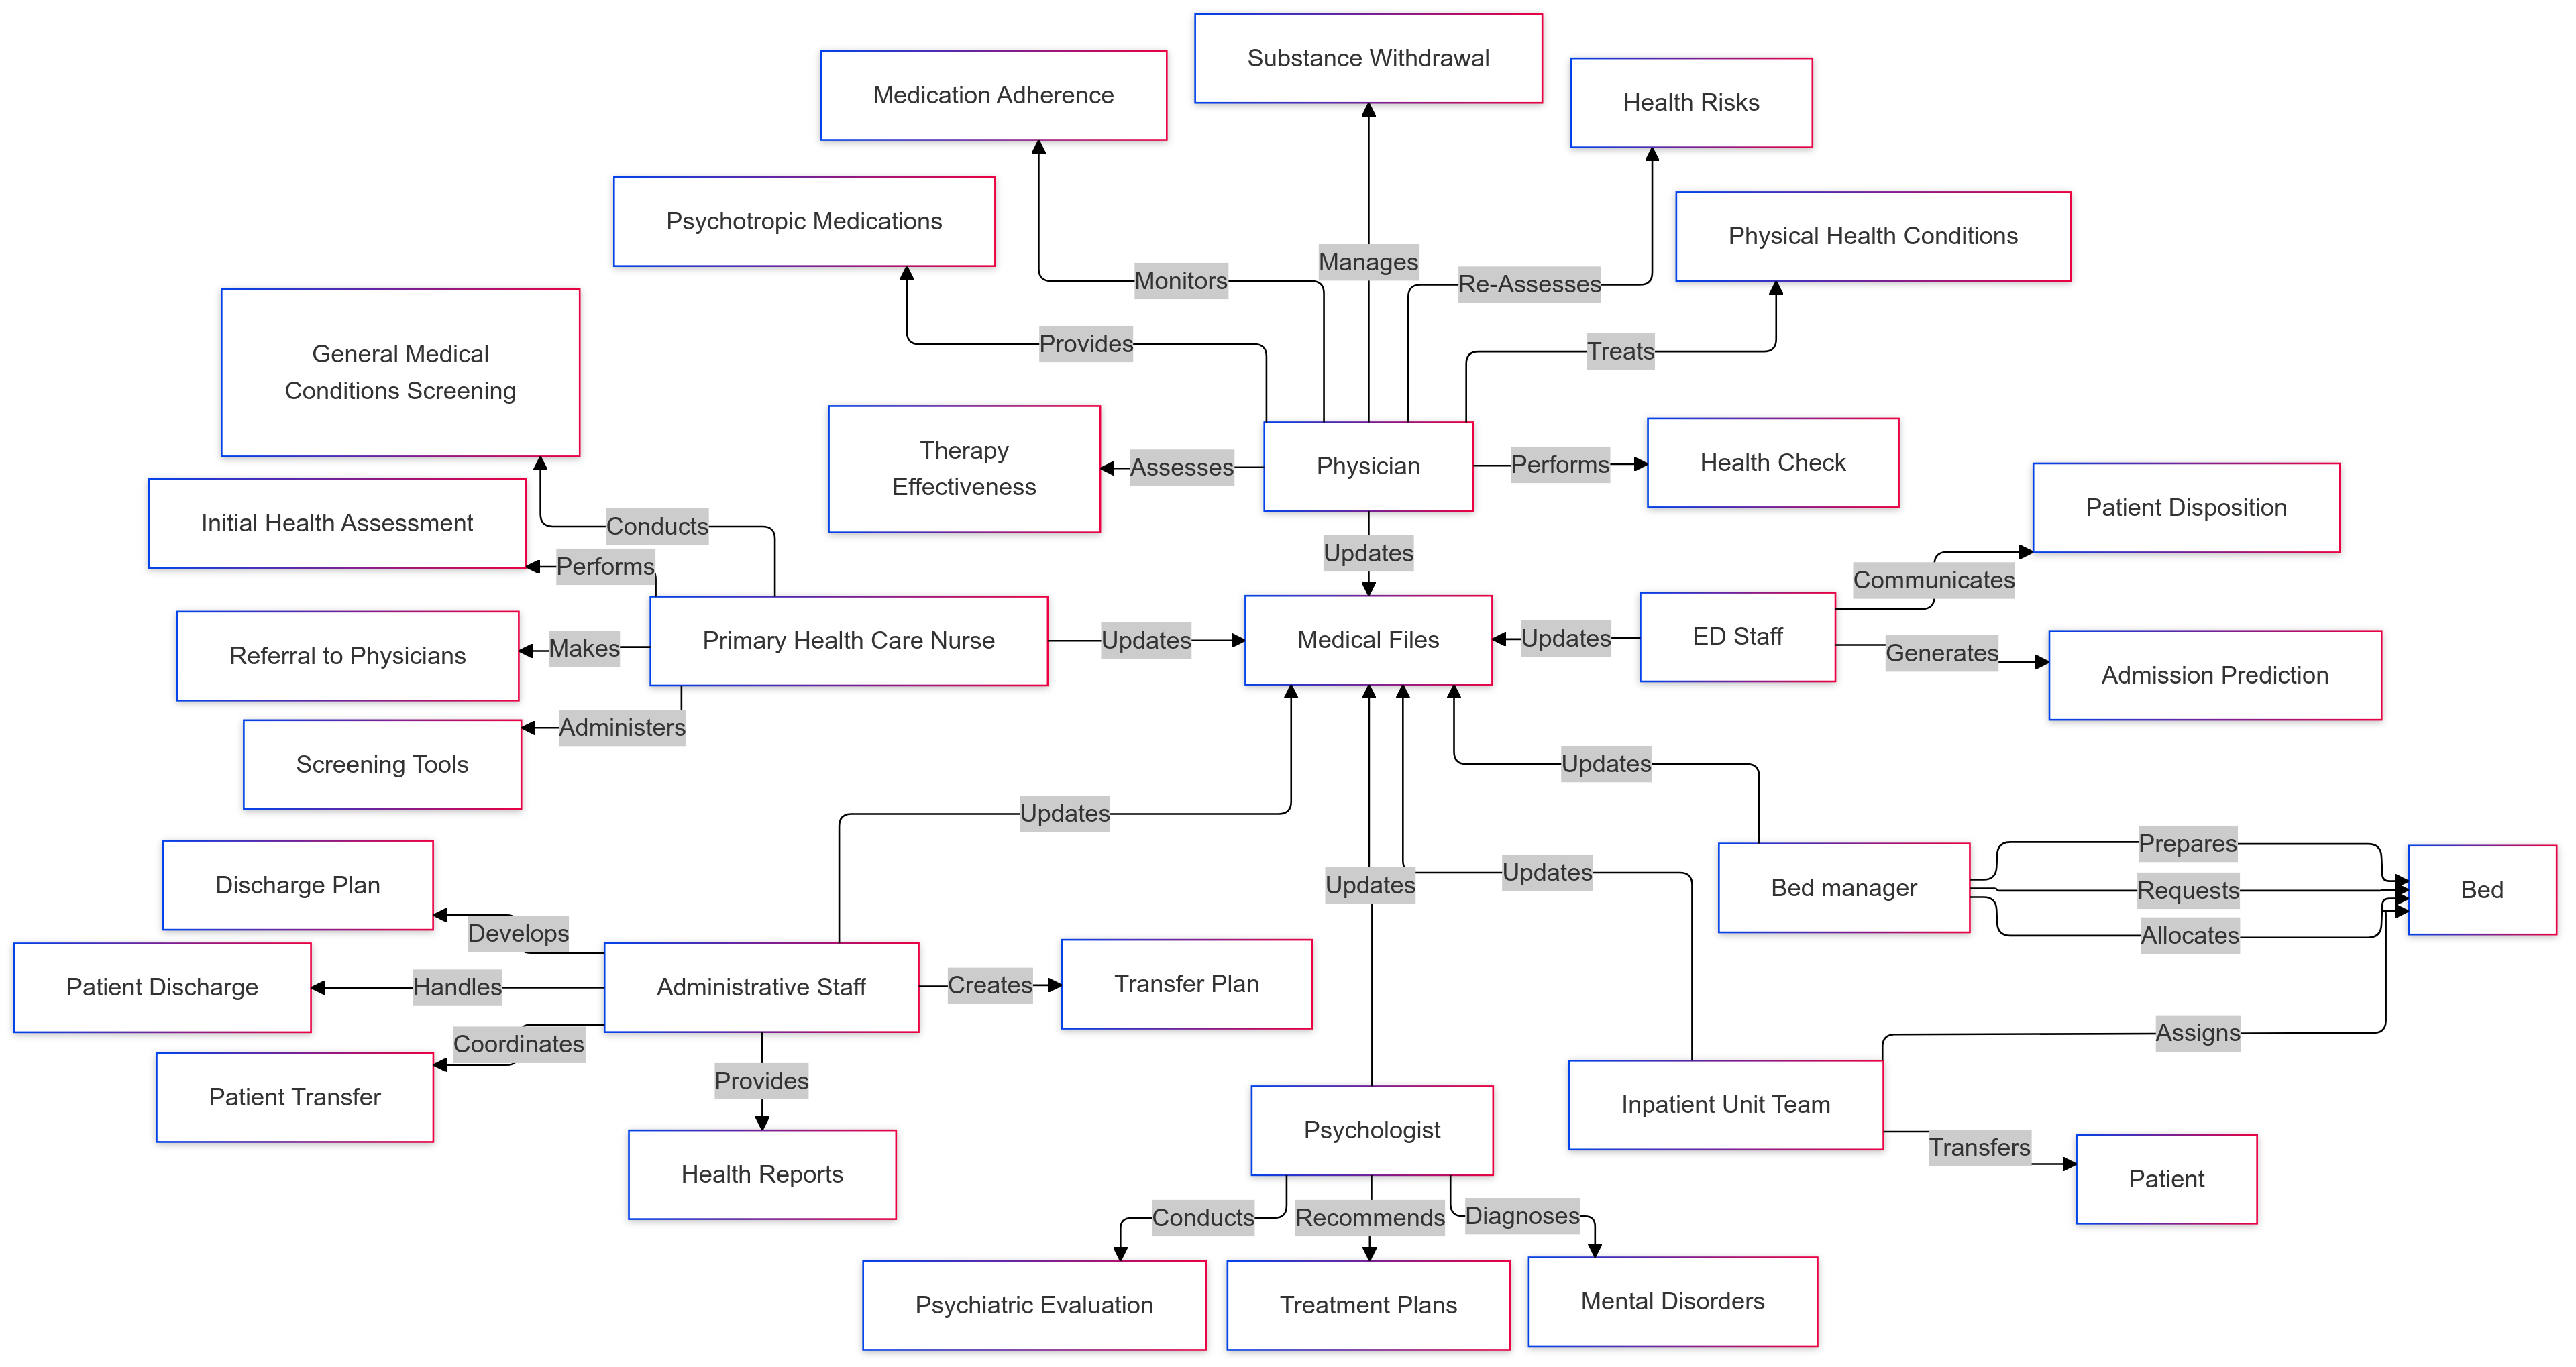 Substance Withdrawal
Medication Adherence
Health Risks
Psychotropic Medications
Physical Health Conditions
Manages
Monitors
Re-Assesses
Provides
Treats
General Medical
Conditions Screening
Therapy
Effectiveness
Assesses
Physician
Performs
Health Check
Initial Health Assessment
Conducts
Performs
Updates
Patient Disposition
Communicates
Referral to Physicians
Makes
Primary Health Care Nurse
Updates
Medical Files
Updates
ED Staff
Generates
Admission Prediction
Administers
Screening Tools
Updates
Updates
Discharge Plan
Develops
Updates
Updates
Bed manager
Prepares
Requests
Allocates
Bed
Patient Discharge
Handles
Administrative Staff
Creates
Transfer Plan
Assigns
Coordinates
Patient Transfer
Provides
Health Reports
Psychologist
Inpatient Unit Team
Transfers
Patient
Conducts
Recommends
Diagnoses
Psychiatric Evaluation
Treatment Plans
Mental Disorders